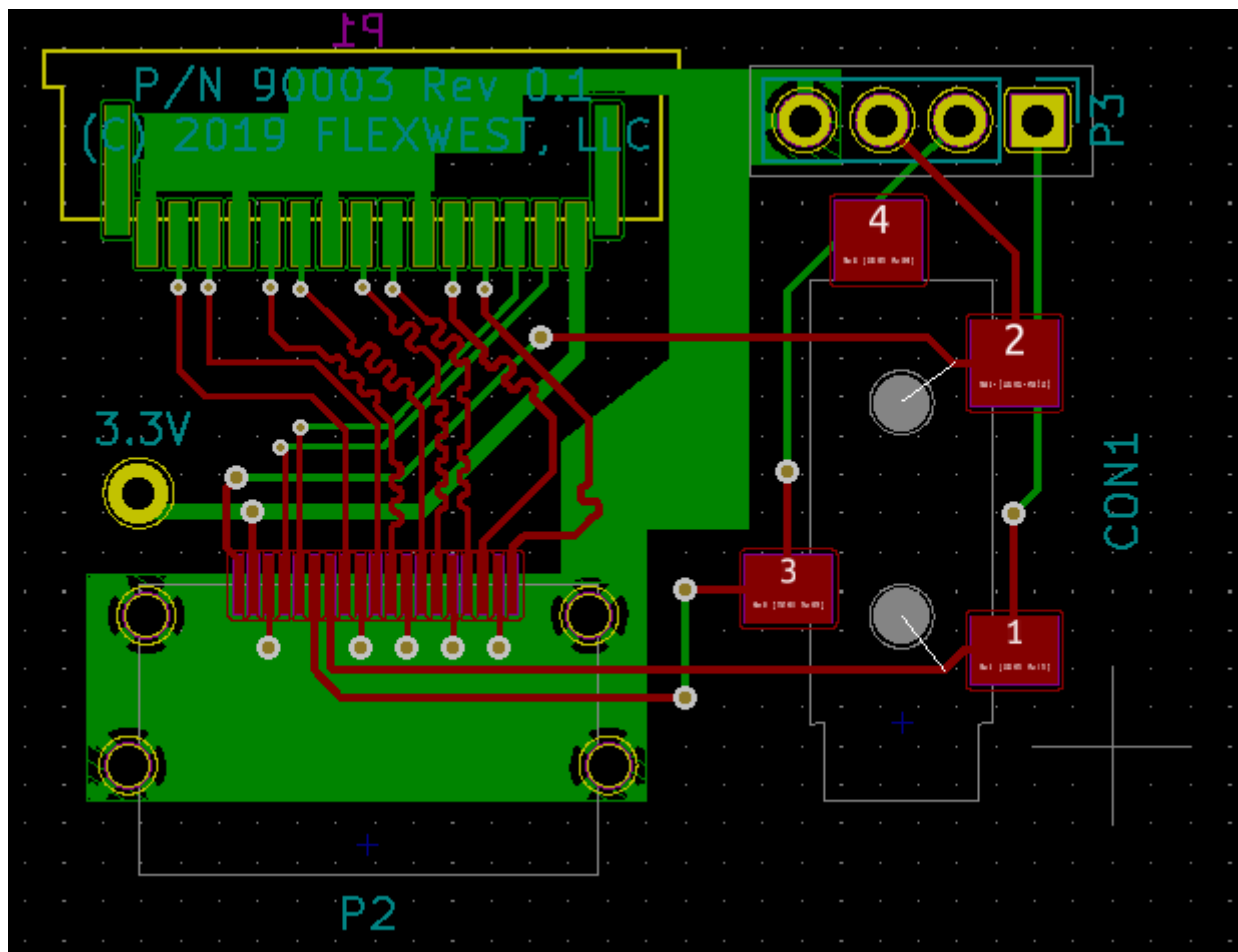 P1
P/N 90003 Rev 0.1
(C) 2019 FLEXWEST, LLC
P3
4
2
3.3V
CON1
3
1
P2